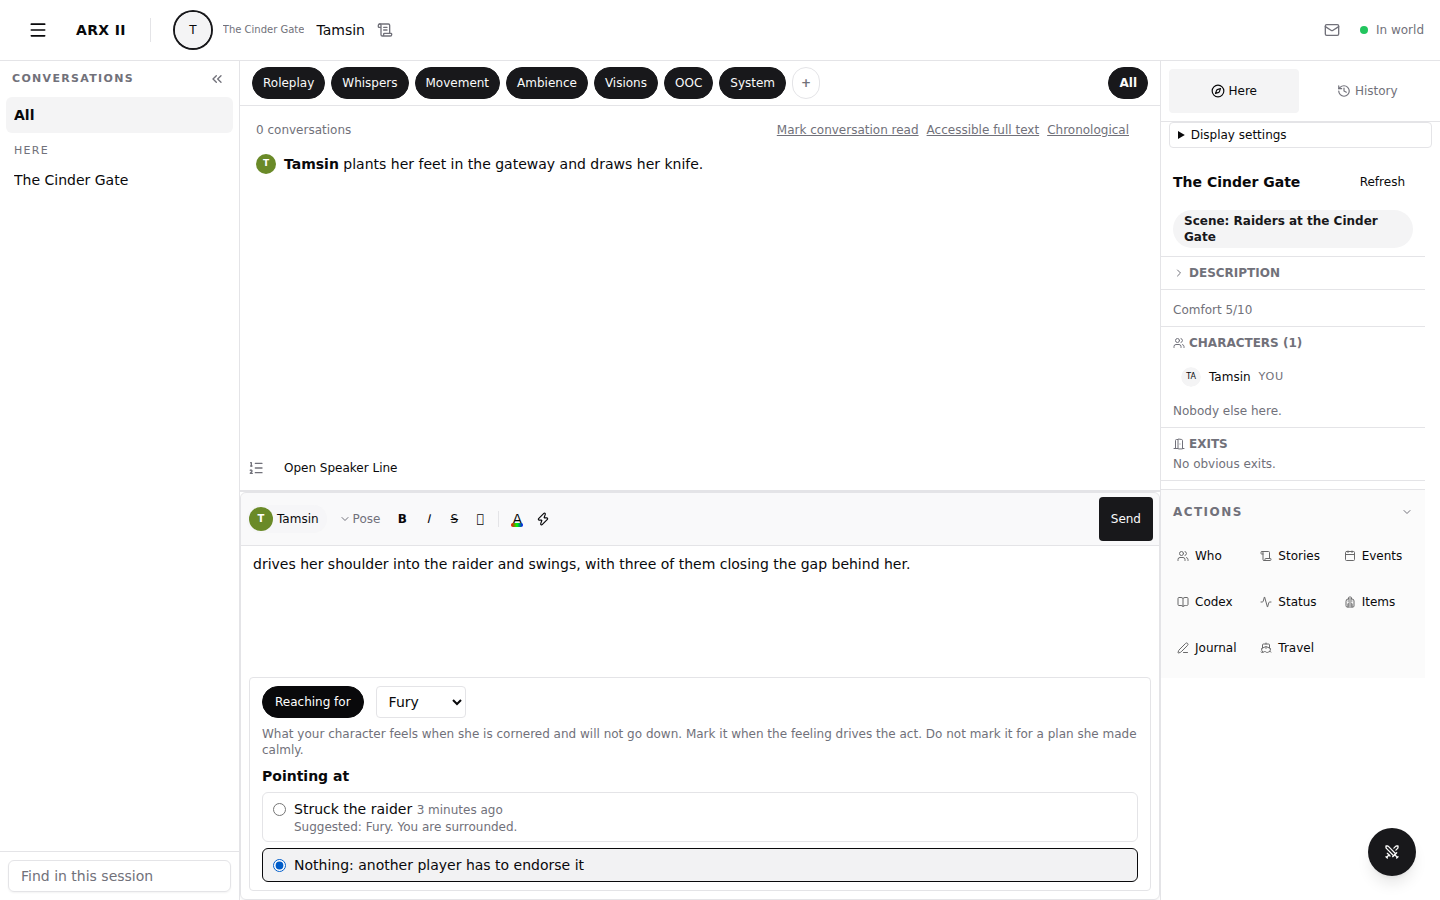 ARX II
T
The Cinder Gate
Tamsin
In world
CONVERSATIONS
All
HERE
The Cinder Gate
Find in this session
Roleplay
Whispers
Movement
Ambience
Visions
OOC
System
+
All
0 conversations
Mark conversation read
Accessible full text
Chronological
T
Tamsin plants her feet in the gateway and draws her knife.
Open Speaker Line
T
Tamsin
Pose
B
I
S
A
Send
drives her shoulder into the raider and swings, with three of them closing the gap behind her.
Reaching for
Fury
What your character feels when she is cornered and will not go down. Mark it when the feeling drives the act. Do not mark it for a plan she made
calmly.
Pointing at
Struck the raider 3 minutes ago
Suggested: Fury. You are surrounded.
Nothing: another player has to endorse it
Here
History
Display settings
The Cinder Gate
Refresh
Scene: Raiders at the Cinder
Gate
DESCRIPTION
Comfort 5/10
CHARACTERS (1)
TA
Tamsin YOU
Nobody else here.
EXITS
No obvious exits.
ACTIONS
Who
Stories
Events
Codex
Status
Items
Journal
Travel